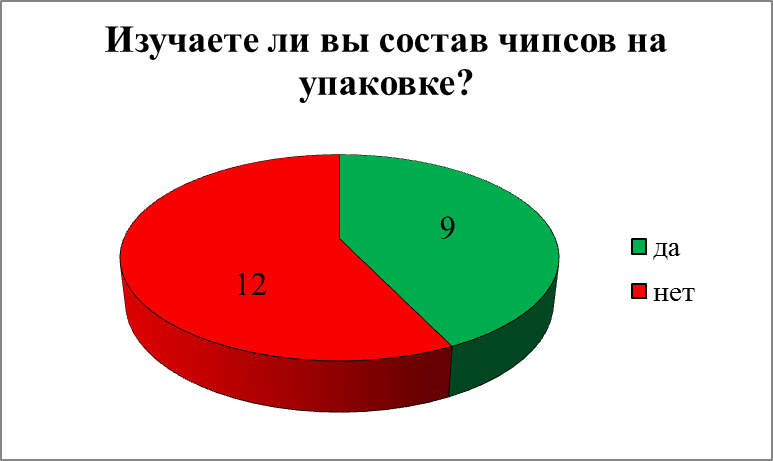 Изучаете ли вы состав чипсов на
упаковке?
9
12
да
нет